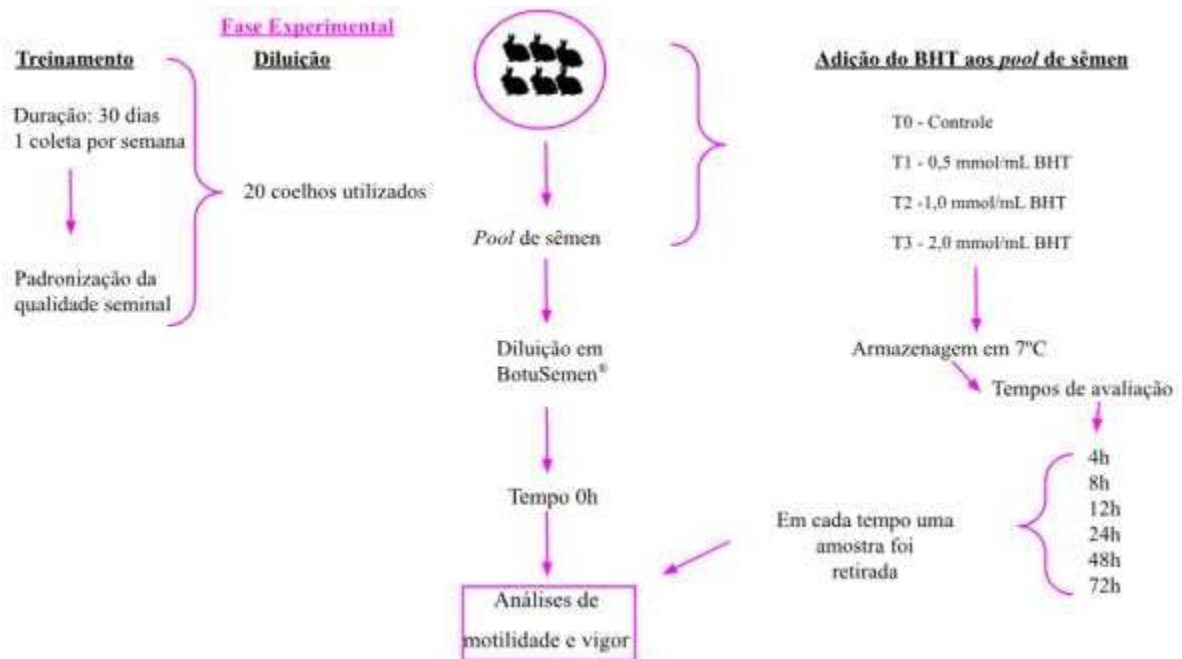 Fase Experimental
Treinamento
Duração: 30 dias
1 coleta por semana
Padronização da
qualidade seminal
Diluição
20 coelhos utilizados
Pool de sêmen
Diluição em
BotuSemen®
Tempo 0h
Análises de
motilidade e vigor
Adição do BHT aos pool de sêmen
T0 - Controle
T1 - 0,5 mmol/mL BHT
T2 -1,0 mmol/mL BHT
T3 - 2,0 mmol/mL BHT
Armazenagem em 7ºC
Tempos de avaliação
4h
8h
12h
24h
48h
72h
Em cada tempo uma
amostra foi
retirada